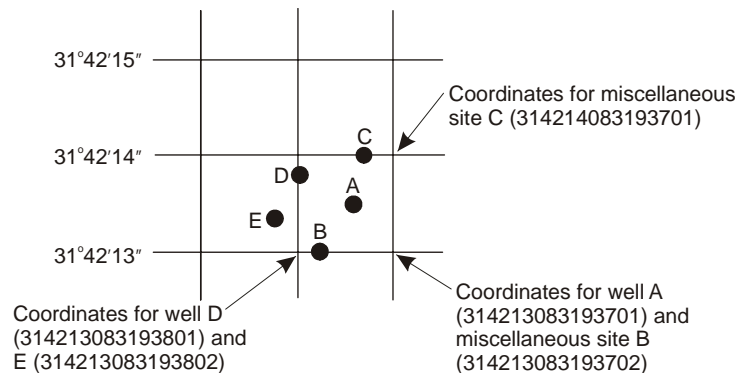 31°42′15″
Coordinates for miscellaneous
site C (314214083193701)
C
31°42′14″
D
A
E
B
31°42′13″
Coordinates for well D
(314213083193801) and
E (314213083193802)
Coordinates for well A
(314213083193701) and
miscellaneous site B
(314213083193702)